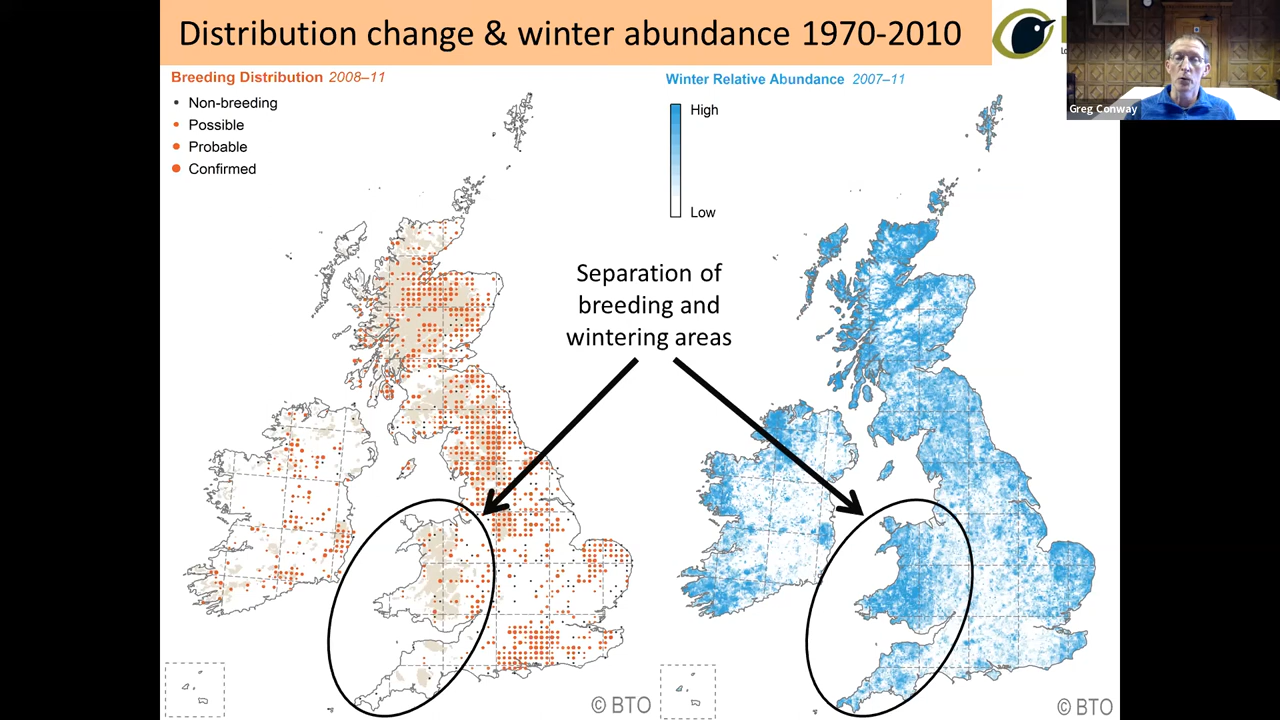 Distribution change & winter abundance 1970-2010
Greg Conway
Breeding Distribution 2008–11
Non-breeding
Possible
Probable
Confirmed
Winter Relative Abundance 2007–11
High
Low
Separation of
breeding and
wintering areas
© BTO
© BTO